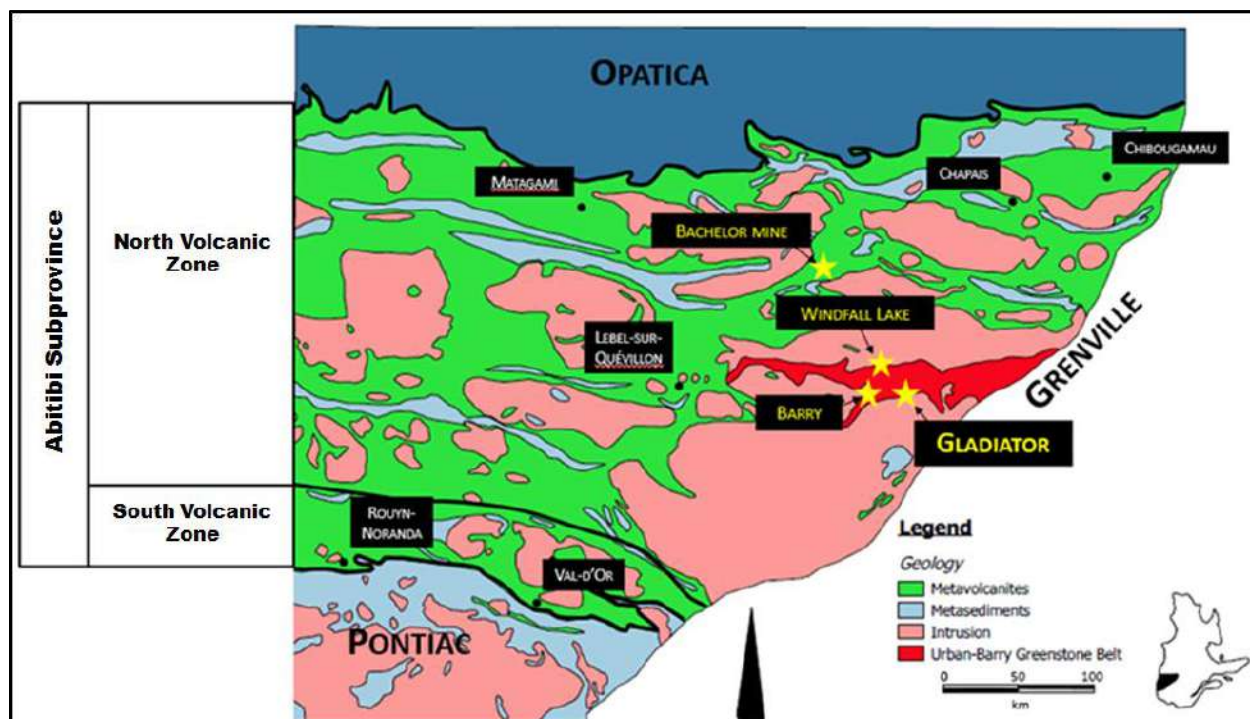 OPATICA
CHIBOUGAMAU
MATAGAMI
CHAPAIS
Abitibi Subprovince
North Volcanic
Zone
BACHELOR MINE
WINDFALL LAKE
LEBEL-SUR-
QUÉVILLON
GRENVILLE
BARRY
GLADIATOR
South Volcanic
Zone
ROUYN-
NORANDA
VAL-D'OR
PONTIAC
Legend
Geology
Metavolcanites
Metasediments
Intrusion
Urban-Barry Greenstone Belt
0 50 100
km